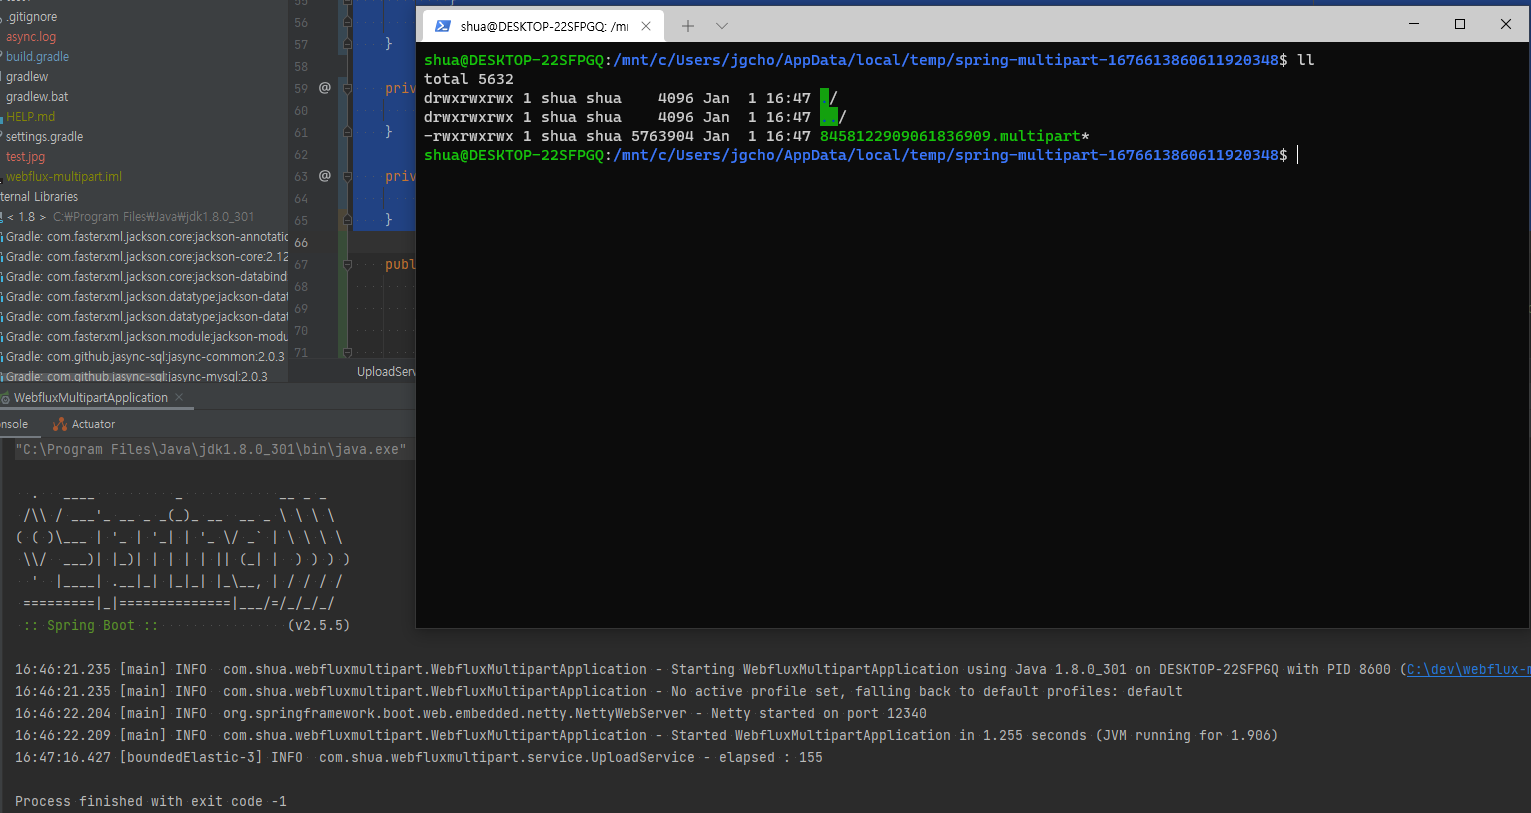 .gitignore
async.log
build.gradle
gradlew
gradlew.bat
HELP.md
settings.gradle
test.jpg
webflux-multipart.iml
ternal Libraries
< 1.8 > C:₩Program Files₩Java₩jdk1.8.0_301
Gradle: com.fasterxml.jackson.core:jackson-annotatic
Gradle: com.fasterxml.jackson.core:jackson-core:2.12
Gradle: com.fasterxml.jackson.core:jackson-databind
Gradle: com.fasterxml.jackson.datatype:jackson-datat
Gradle: com.fasterxml.jackson.datatype:jackson-datat
Gradle: com.fasterxml.jackson.module:jackson-modu
Gradle: com.github.jasync-sql:jasync-common:2.0.3
Gradle: com.github.jasync-sql:jasync-mysql:2.0.3
55 }
56
57 }
58
59 @ priv
60
61 }
62
63 @ priv
64
65 }
66
67 publ
68
69
70
71
UploadServ
shua@DESKTOP-22SFPGQ: /mn
shua@DESKTOP-22SFPGQ:/mnt/c/Users/jgcho/AppData/local/temp/spring-multipart-1676613860611920348$ ll
total 5632
drwxrwxrwx 1 shua shua    4096 Jan  1 16:47 ./
drwxrwxrwx 1 shua shua    4096 Jan  1 16:47 ../
-rwxrwxrwx 1 shua shua 5763904 Jan  1 16:47 8458122909061836909.multipart*
shua@DESKTOP-22SFPGQ:/mnt/c/Users/jgcho/AppData/local/temp/spring-multipart-1676613860611920348$
WebfluxMultipartApplication
nsole Actuator
"C:\Program Files\Java\jdk1.8.0_301\bin\java.exe"
  .   ____          _            __ _ _
 /\\ / ___'_ __ _ _(_)_ __  __ _ \ \ \ \
( ( )\___ | '_ | '_| | '_ \/ _` | \ \ \ \
 \\/  ___)| |_)| | | | | || (_| |  ) ) ) )
  '  |____| .__|_| |_|_| |_\__, | / / / /
 =========|_|==============|___/=/_/_/_/
 :: Spring Boot ::                (v2.5.5)
16:46:21.235 [main] INFO  com.shua.webfluxmultipart.WebfluxMultipartApplication - Starting WebfluxMultipartApplication using Java 1.8.0_301 on DESKTOP-22SFPGQ with PID 8600 (C:\dev\webflux-m
16:46:21.235 [main] INFO  com.shua.webfluxmultipart.WebfluxMultipartApplication - No active profile set, falling back to default profiles: default
16:46:22.204 [main] INFO  org.springframework.boot.web.embedded.netty.NettyWebServer - Netty started on port 12340
16:46:22.209 [main] INFO  com.shua.webfluxmultipart.WebfluxMultipartApplication - Started WebfluxMultipartApplication in 1.255 seconds (JVM running for 1.906)
16:47:16.427 [boundedElastic-3] INFO  com.shua.webfluxmultipart.service.UploadService - elapsed : 155
Process finished with exit code -1